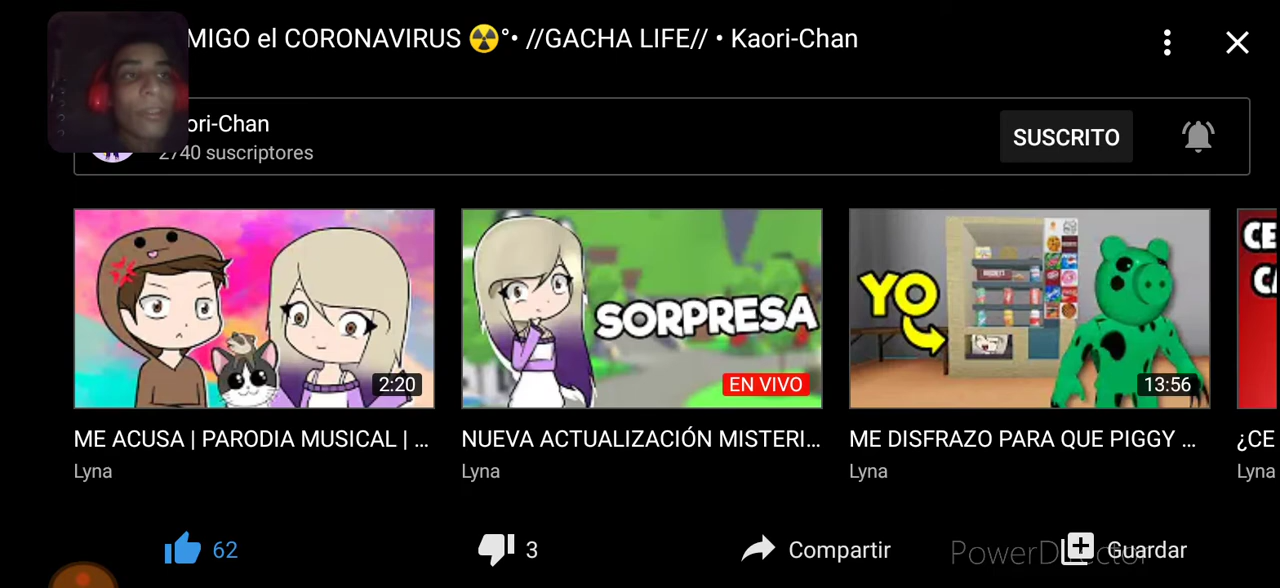 MIGO el CORONAVIRUS ☢°• //GACHA LIFE// • Kaori-Chan
ori-Chan
2740 suscriptores
SUSCRITO
SORPRESA
YO
CE
CA
2:20
EN VIVO
13:56
ME ACUSA | PARODIA MUSICAL | ...
NUEVA ACTUALIZACIÓN MISTERI...
ME DISFRAZO PARA QUE PIGGY ...
¿CE
Lyna
Lyna
Lyna
Lyna
62
3
Compartir
Guardar
PowerDirector